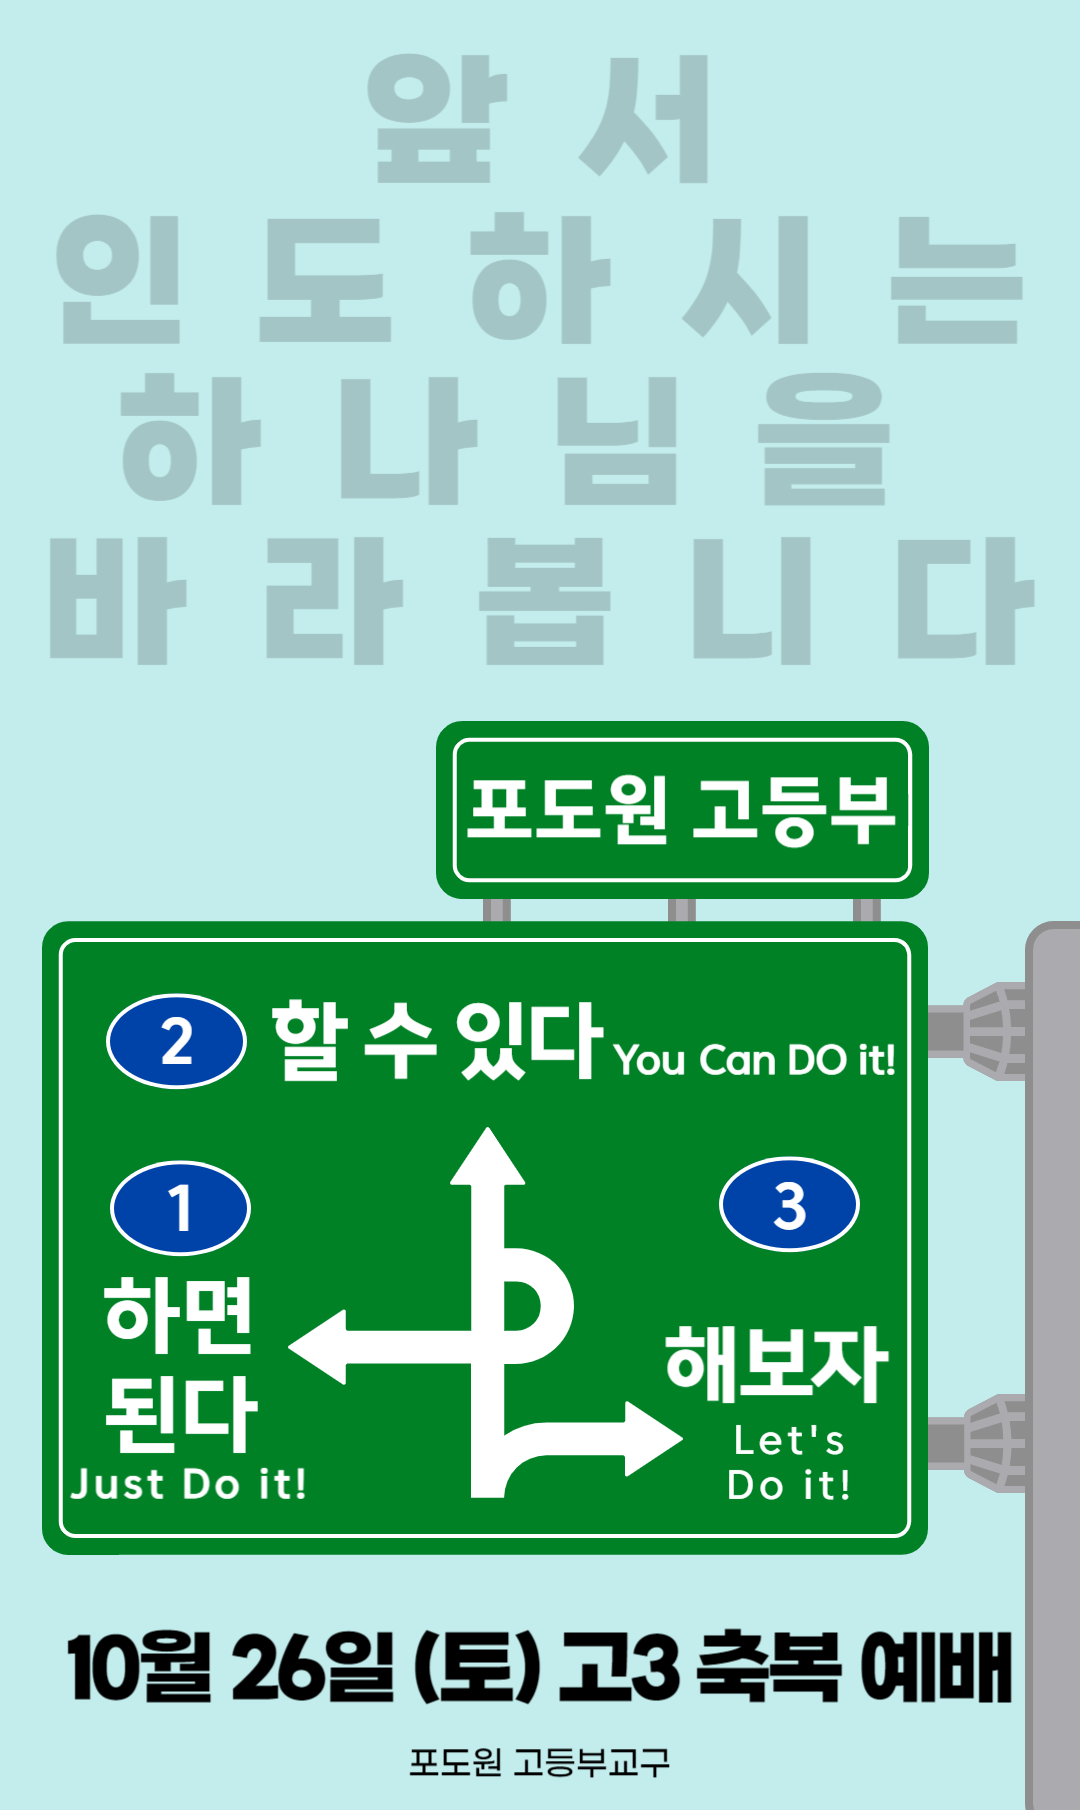 앞 서
인 도 하 시 는
하 나 님 을
바 라 봅 니 다
포도원 고등부
2 할 수 있다 You Can DO it!
1
하면
된다
Just Do it!
3
해보자
Let's
Do it!
10월 26일 (토) 고3 축복 예배
포도원 고등부교구